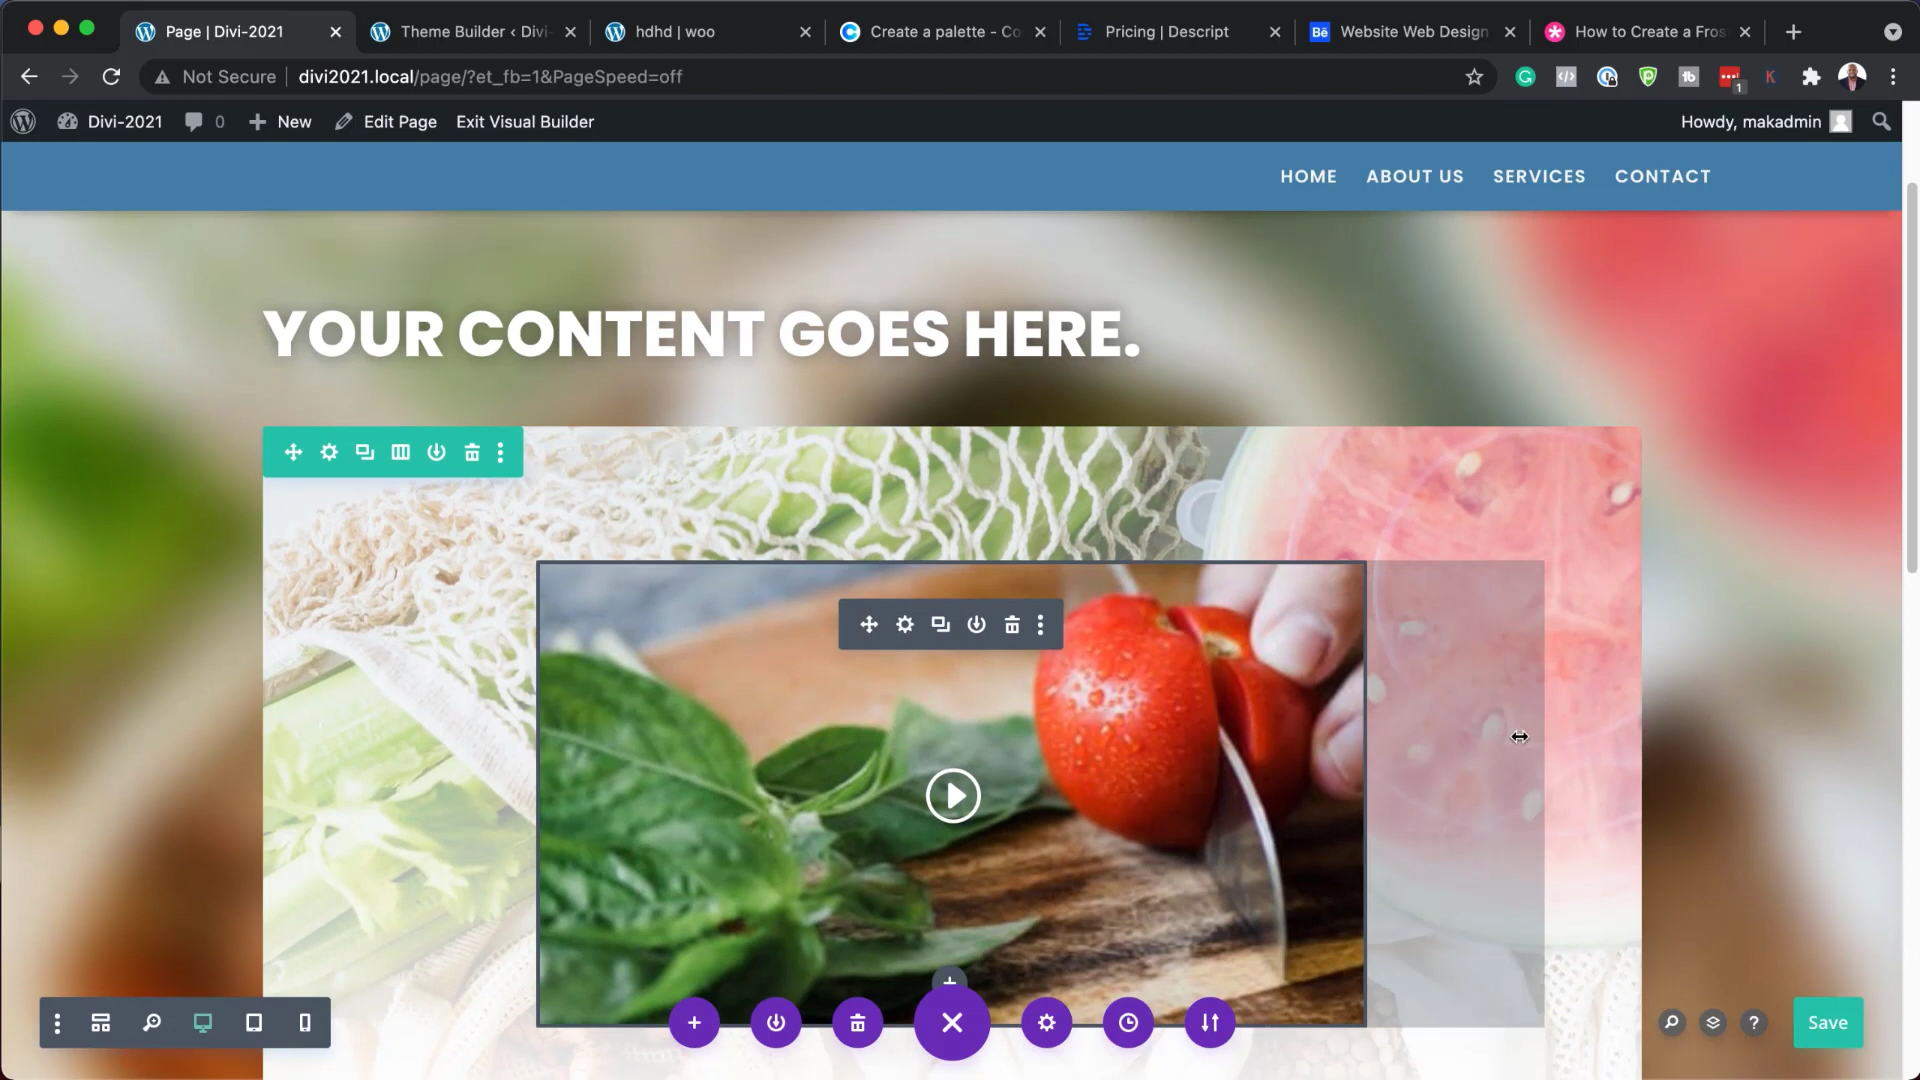 Page | Divi-2021
Theme Builder ‹ Divi-
hdhd | woo
Create a palette - Co
Pricing | Descript
Bē Website Web Design
How to Create a Fros
Not Secure divi2021.local/page/?et_fb=1&PageSpeed=off
1
Divi-2021 0 New Edit Page Exit Visual Builder Howdy, makadmin
HOME ABOUT US SERVICES CONTACT
YOUR CONTENT GOES HERE.
Save